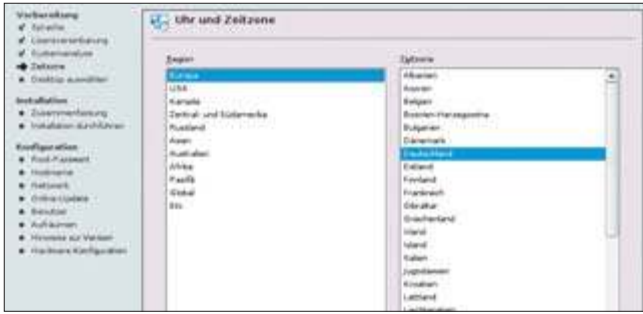 Vorbereitung
Sprache
Lizenzvereinbarung
Systemanalyse
Zeitzone
Desktop auswählen
Installation
Zusammenfassung
Installation durchführen
Konfiguration
Root-Passwort
Hostname
Netzwerk
Online-Update
Benutzer
Aufräumen
Hinweise zur Version
Hardware-Konfiguration
Uhr und Zeitzone
Region
Europa
USA
Kanada
Zentral- und Südamerika
Russland
Asien
Australien
Afrika
Pazifik
Global
Etc
Zeitzone
Albanien
Azoren
Belgien
Bosnien-Herzegowina
Bulgarien
Dänemark
Deutschland
Estland
Finnland
Frankreich
Gibraltar
Griechenland
Irland
Island
Italien
Jugoslawien
Kroatien
Lettland
Liechtenstein